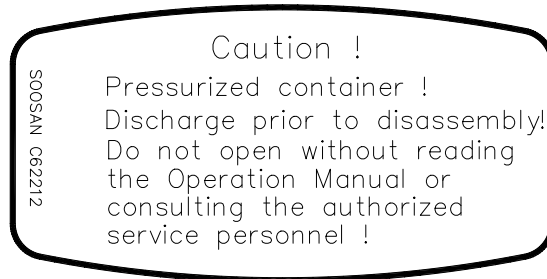 Caution !
Pressurized container !
Discharge prior to disassembly!
Do not open without reading
the Operation Manual or
consulting the authorized
service personnel !
SOOSAN C62212